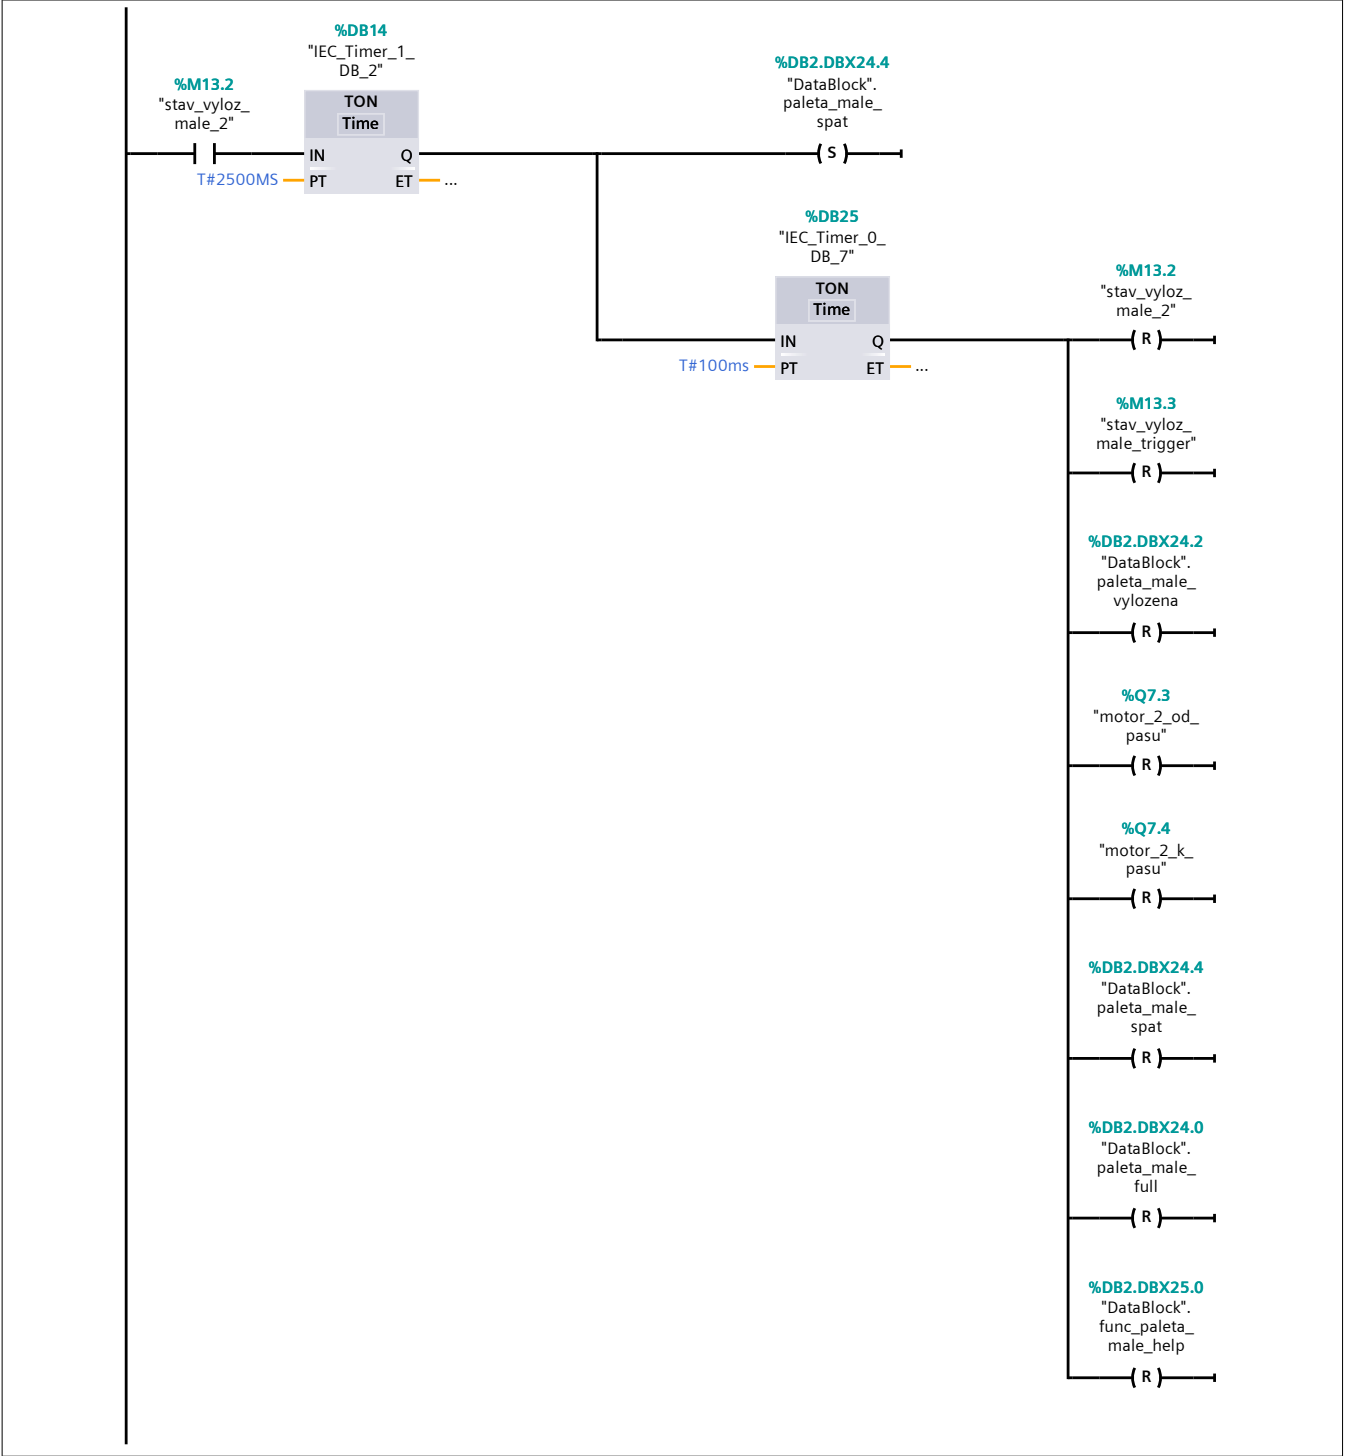 %DB14
"IEC_Timer_1_
DB_2"
%M13.2
"stav_vyloz_
male_2"
TON
Time
IN
Q
T#2500MS
PT
ET
...
%DB2.DBX24.4
"DataBlock".
paleta_male_
spat
S
%DB25
"IEC_Timer_0_
DB_7"
TON
Time
IN
Q
T#100ms
PT
ET
...
%M13.2
"stav_vyloz_
male_2"
R
%M13.3
"stav_vyloz_
male_trigger"
R
%DB2.DBX24.2
"DataBlock".
paleta_male_
vylozena
R
%Q7.3
"motor_2_od_
pasu"
R
%Q7.4
"motor_2_k_
pasu"
R
%DB2.DBX24.4
"DataBlock".
paleta_male_
spat
R
%DB2.DBX24.0
"DataBlock".
paleta_male_
full
R
%DB2.DBX25.0
"DataBlock".
func_paleta_
male_help
R